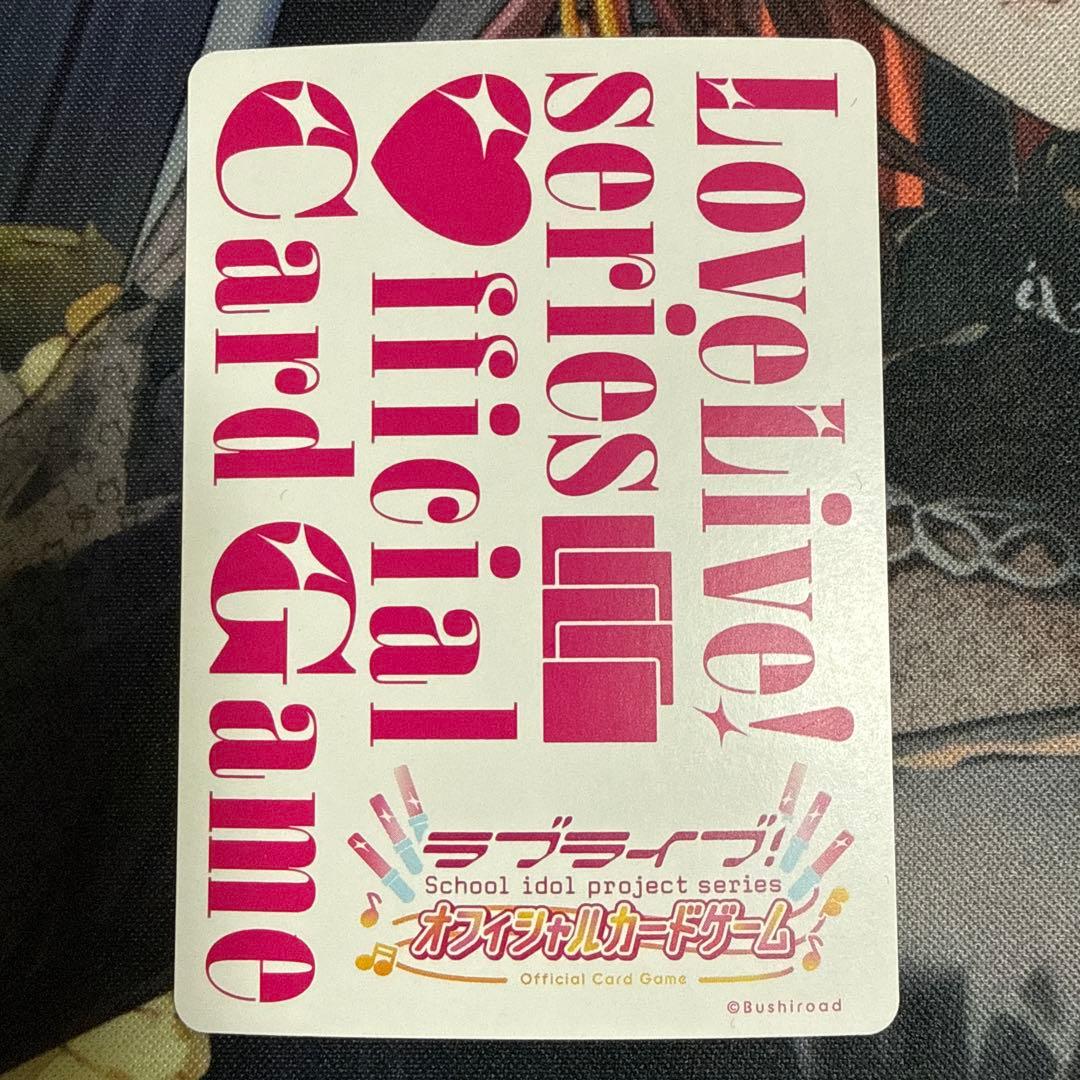 LoveLive!
series
Official
Card Game
ラブライブ!
School idol project series
オフィシャルカードゲーム
Official Card Game
©Bushiroad